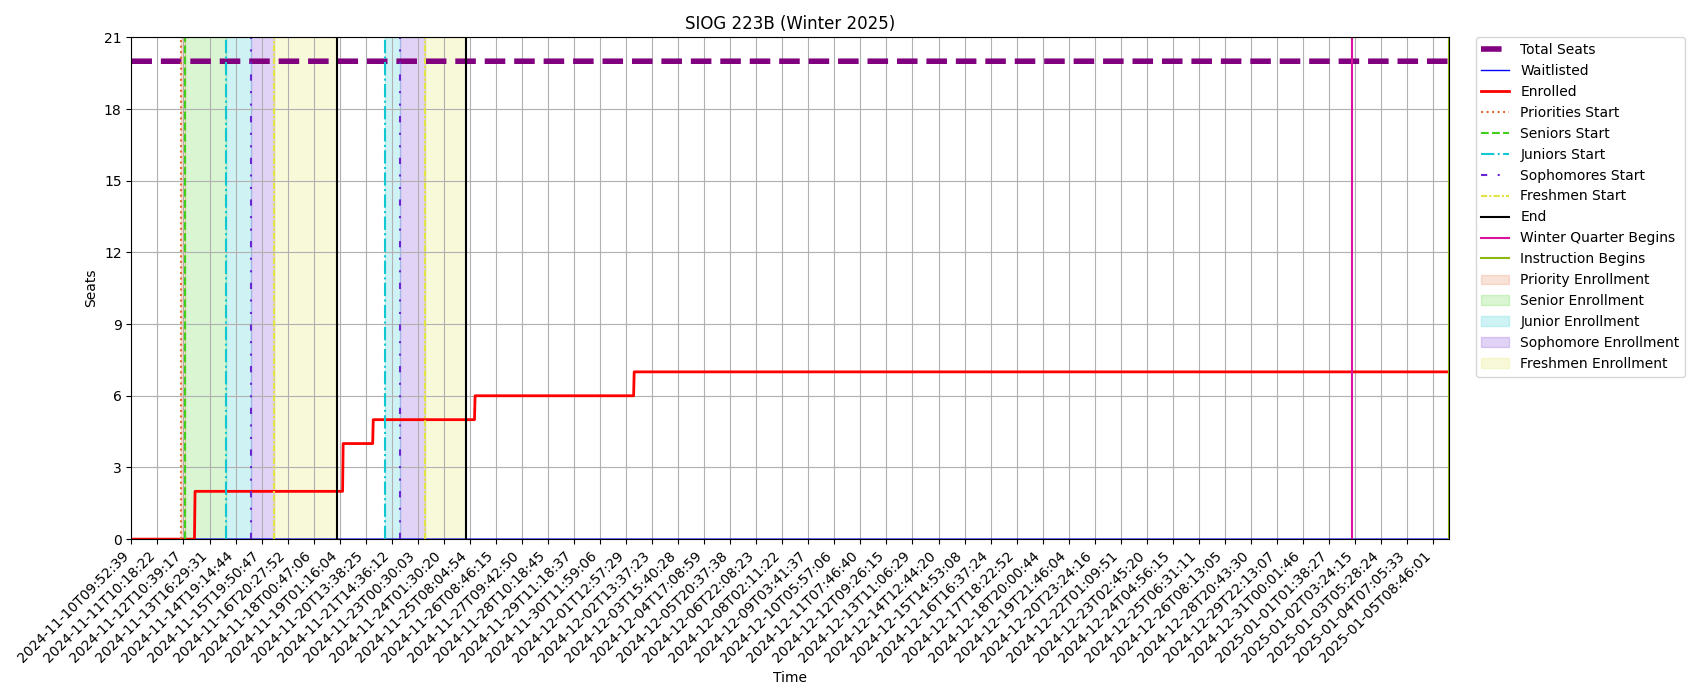 SIOG 223B (Winter 2025)
21
18
15
12
9
6
3
0
Seats
2024-11-10T09:52:39
2024-11-11T10:18:22
2024-11-12T10:39:17
2024-11-13T16:29:31
2024-11-14T19:14:44
2024-11-15T19:50:47
2024-11-16T20:27:52
2024-11-18T00:47:06
2024-11-19T01:16:04
2024-11-20T13:38:25
2024-11-21T14:36:12
2024-11-23T00:30:03
2024-11-24T01:30:20
2024-11-25T08:04:54
2024-11-26T08:46:15
2024-11-27T09:42:50
2024-11-28T10:18:45
2024-11-29T11:18:37
2024-11-30T11:59:06
2024-12-01T12:57:29
2024-12-02T13:37:23
2024-12-03T15:40:28
2024-12-04T17:08:59
2024-12-05T20:37:38
2024-12-06T22:08:23
2024-12-08T02:11:22
2024-12-09T03:41:37
2024-12-10T05:57:06
2024-12-11T07:46:40
2024-12-12T09:26:15
2024-12-13T11:06:29
2024-12-14T12:44:20
2024-12-15T14:53:08
2024-12-16T16:37:24
2024-12-17T18:22:52
2024-12-18T20:00:44
2024-12-19T21:46:04
2024-12-20T23:24:16
2024-12-22T01:09:51
2024-12-23T02:45:20
2024-12-24T04:56:15
2024-12-25T06:31:11
2024-12-26T08:13:05
2024-12-28T20:43:30
2024-12-29T22:13:07
2024-12-31T00:01:46
2025-01-01T01:38:27
2025-01-02T03:24:15
2025-01-03T05:28:24
2025-01-04T07:05:33
2025-01-05T08:46:01
Time
Total Seats
Waitlisted
Enrolled
Priorities Start
Seniors Start
Juniors Start
Sophomores Start
Freshmen Start
End
Winter Quarter Begins
Instruction Begins
Priority Enrollment
Senior Enrollment
Junior Enrollment
Sophomore Enrollment
Freshmen Enrollment